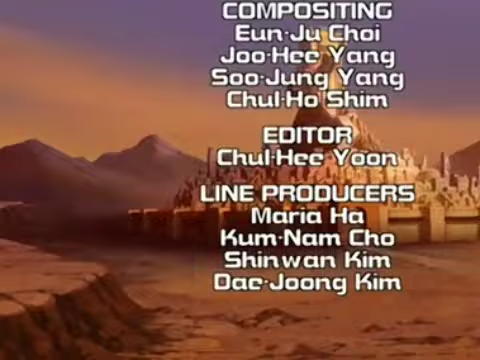 COMPOSITING
Eun-Ju Choi
Joo-Hee Yang
Soo-Jung Yang
Chul-Ho Shim
EDITOR
Chul-Hee Yoon
LINE PRODUCERS
Maria Ha
Kum-Nam Cho
Shinwan Kim
Dae-Joong Kim